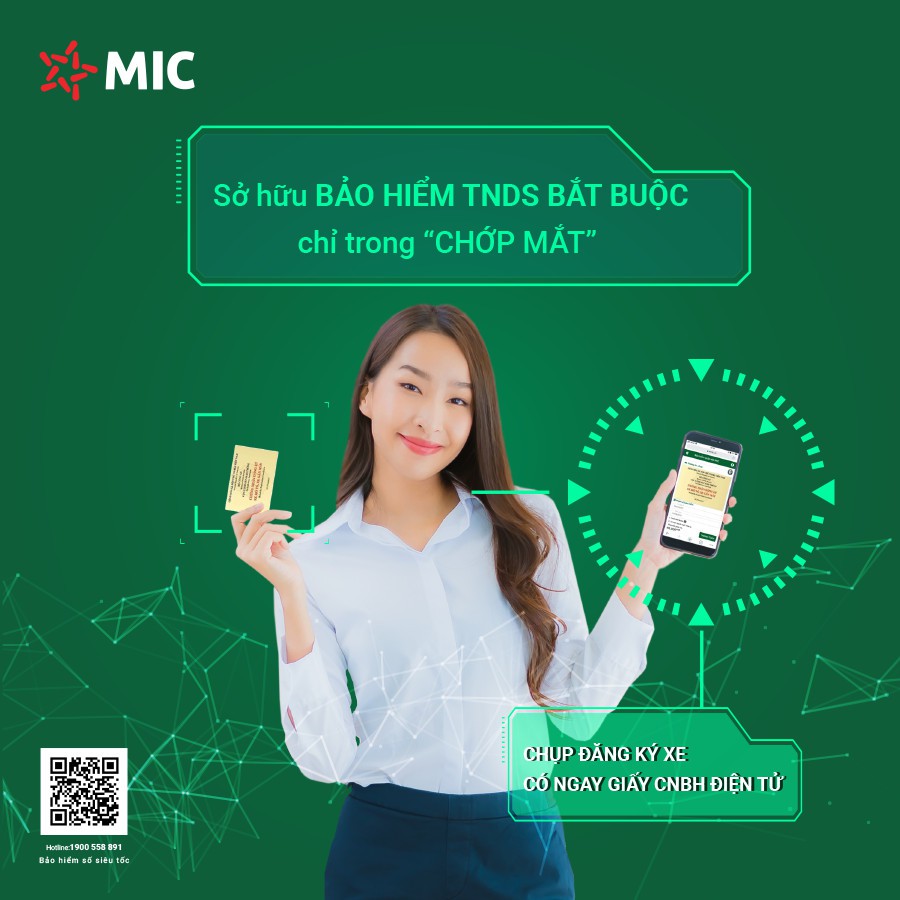 MIC
Sở hữu BẢO HIỂM TNDS BẮT BUỘC
chỉ trong “CHỚP MẮT”
CHỤP ĐĂNG KÝ XE
CÓ NGAY GIẤY CNBH ĐIỆN TỬ
Hotline:1900 558 891
Bảo hiểm số siêu tốc